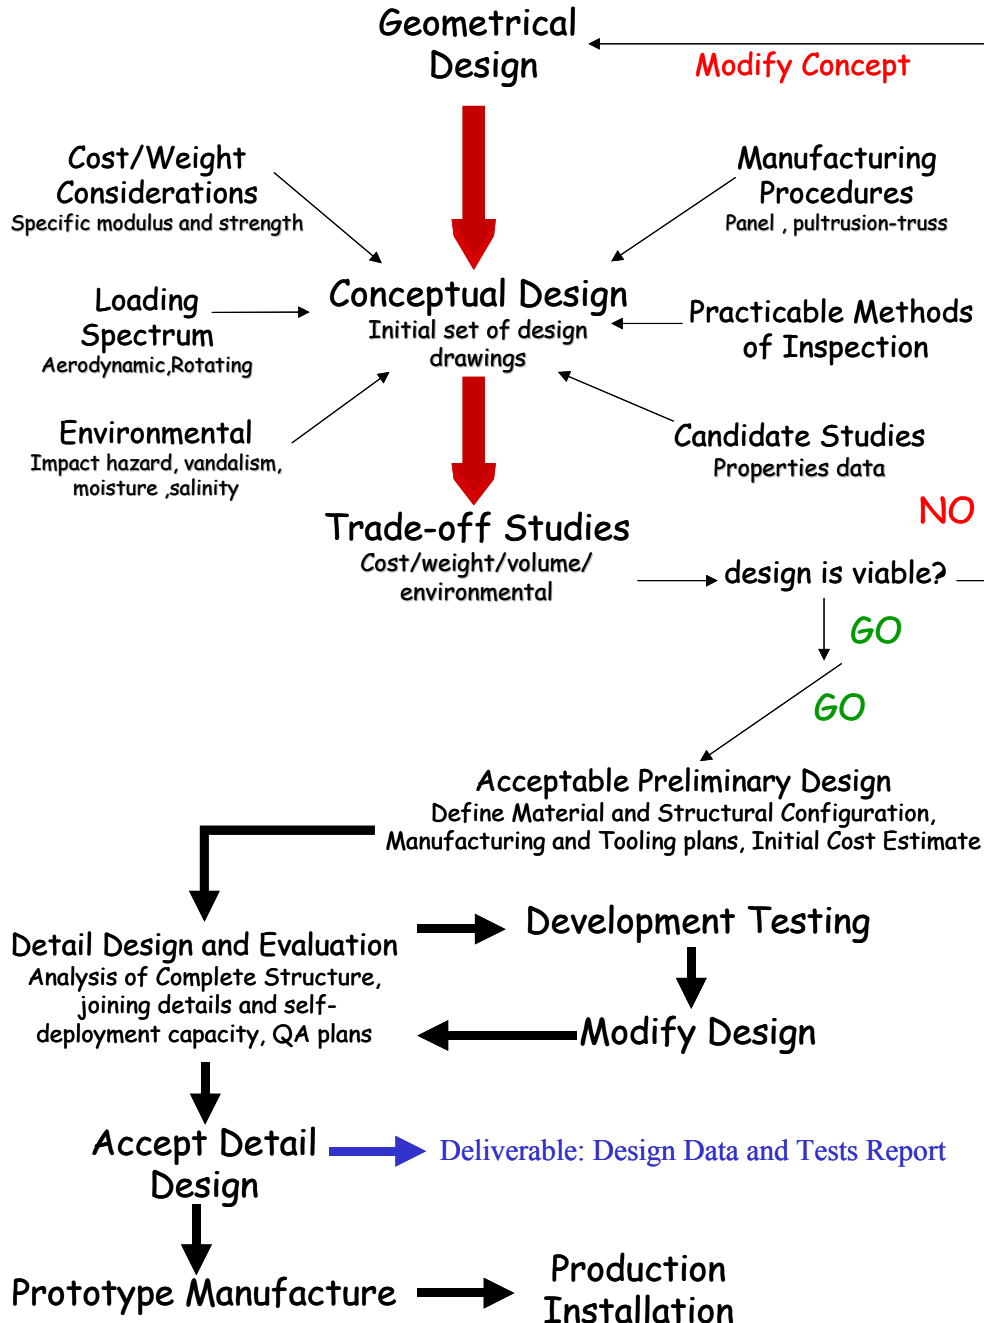 Geometrical
Design
Modify Concept
Cost/Weight
Considerations
Specific modulus and strength
Manufacturing
Procedures
Panel , pultrusion-truss
Loading
Spectrum
Aerodynamic,Rotating
Conceptual Design
Initial set of design
drawings
Practicable Methods
of Inspection
Environmental
Impact hazard, vandalism,
moisture ,salinity
Candidate Studies
Properties data
NO
Trade-off Studies
Cost/weight/volume/
environmental
design is viable?
GO
GO
Acceptable Preliminary Design
Define Material and Structural Configuration,
Manufacturing and Tooling plans, Initial Cost Estimate
Detail Design and Evaluation
Analysis of Complete Structure,
joining details and self-
deployment capacity, QA plans
Development Testing
Modify Design
Accept Detail
Design
Deliverable: Design Data and Tests Report
Prototype Manufacture
Production
Installation